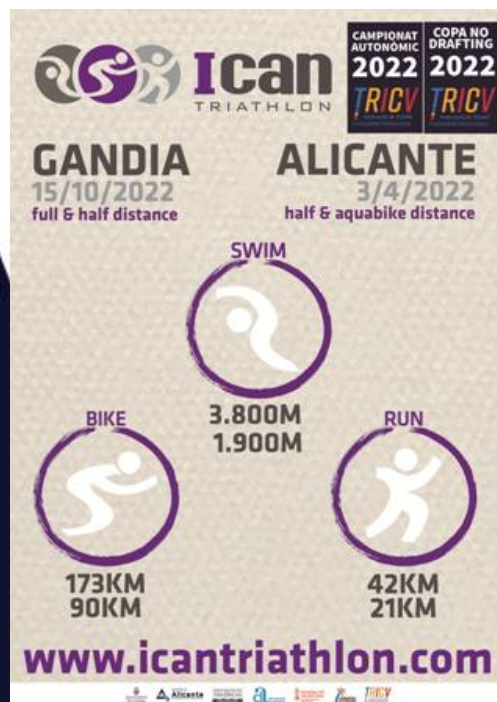 Ican
TRIATHLON
CAMPIONAT
AUTONÒMIC
2022
TRICV
COPA NO
DRAFTING
2022
TRICV
GANDIA
15/10/2022
full & half distance
ALICANTE
3/4/2022
half & aquabike distance
SWIM
3.800M
1.900M
BIKE
173KM
90KM
RUN
42KM
21KM
www.icantriathlon.com
Alicante
TRICV